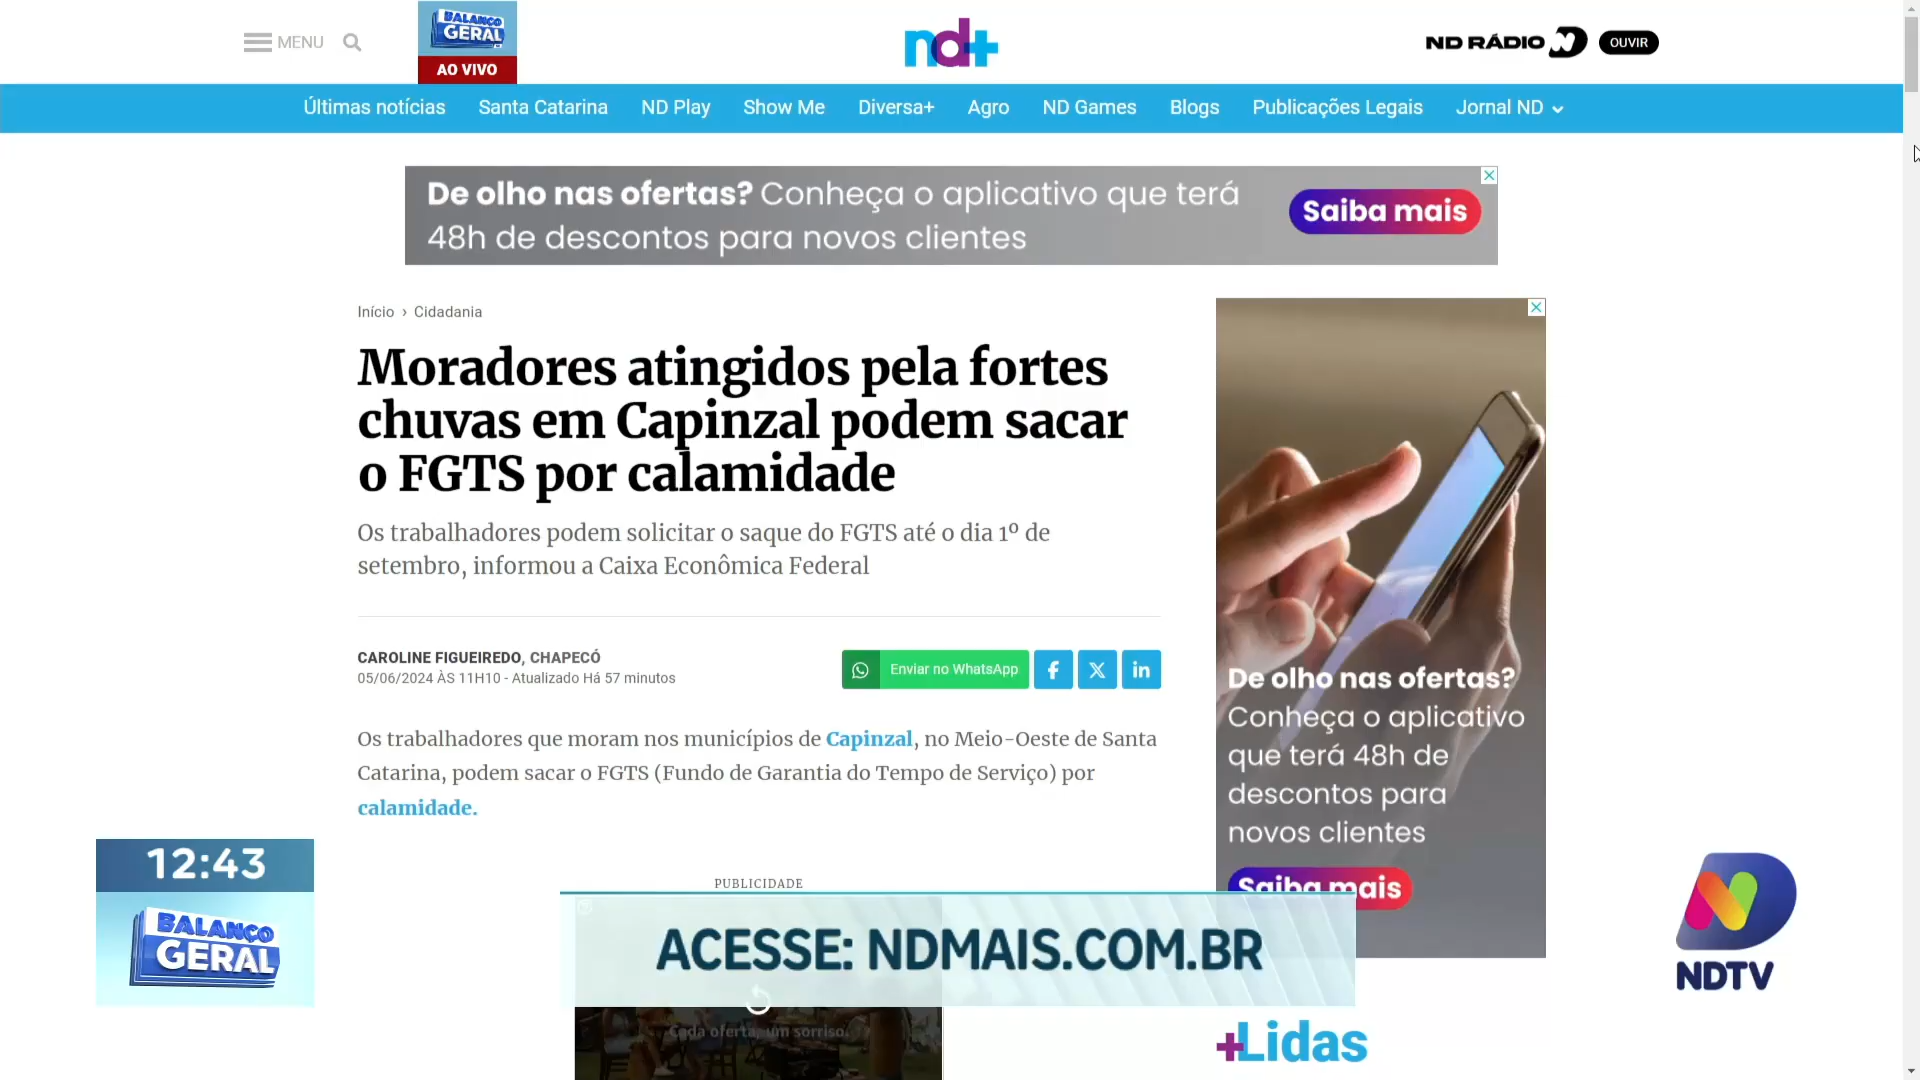 MENU
BALANÇO
GERAL
AO VIVO
nd+
ND RÁDIO N
OUVIR
Últimas notícias Santa Catarina ND Play Show Me Diversa+ Agro ND Games Blogs Publicações Legais Jornal ND
De olho nas ofertas? Conheça o aplicativo que terá
48h de descontos para novos clientes
Saiba mais
Início › Cidadania
Moradores atingidos pela fortes
chuvas em Capinzal podem sacar
o FGTS por calamidade
Os trabalhadores podem solicitar o saque do FGTS até o dia 1º de
setembro, informou a Caixa Econômica Federal
CAROLINE FIGUEIREDO, CHAPECÓ
05/06/2024 ÀS 11H10 - Atualizado Há 57 minutos
Enviar no WhatsApp
Os trabalhadores que moram nos municípios de Capinzal, no Meio-Oeste de Santa
Catarina, podem sacar o FGTS (Fundo de Garantia do Tempo de Serviço) por
calamidade.
De olho nas ofertas?
Conheça o aplicativo
que terá 48h de
descontos para
novos clientes
Saiba mais
PUBLICIDADE
12:43
BALANÇO
GERAL
ACESSE: NDMAIS.COM.BR
Cada oferta, um sorriso.
+Lidas
N
NDTV